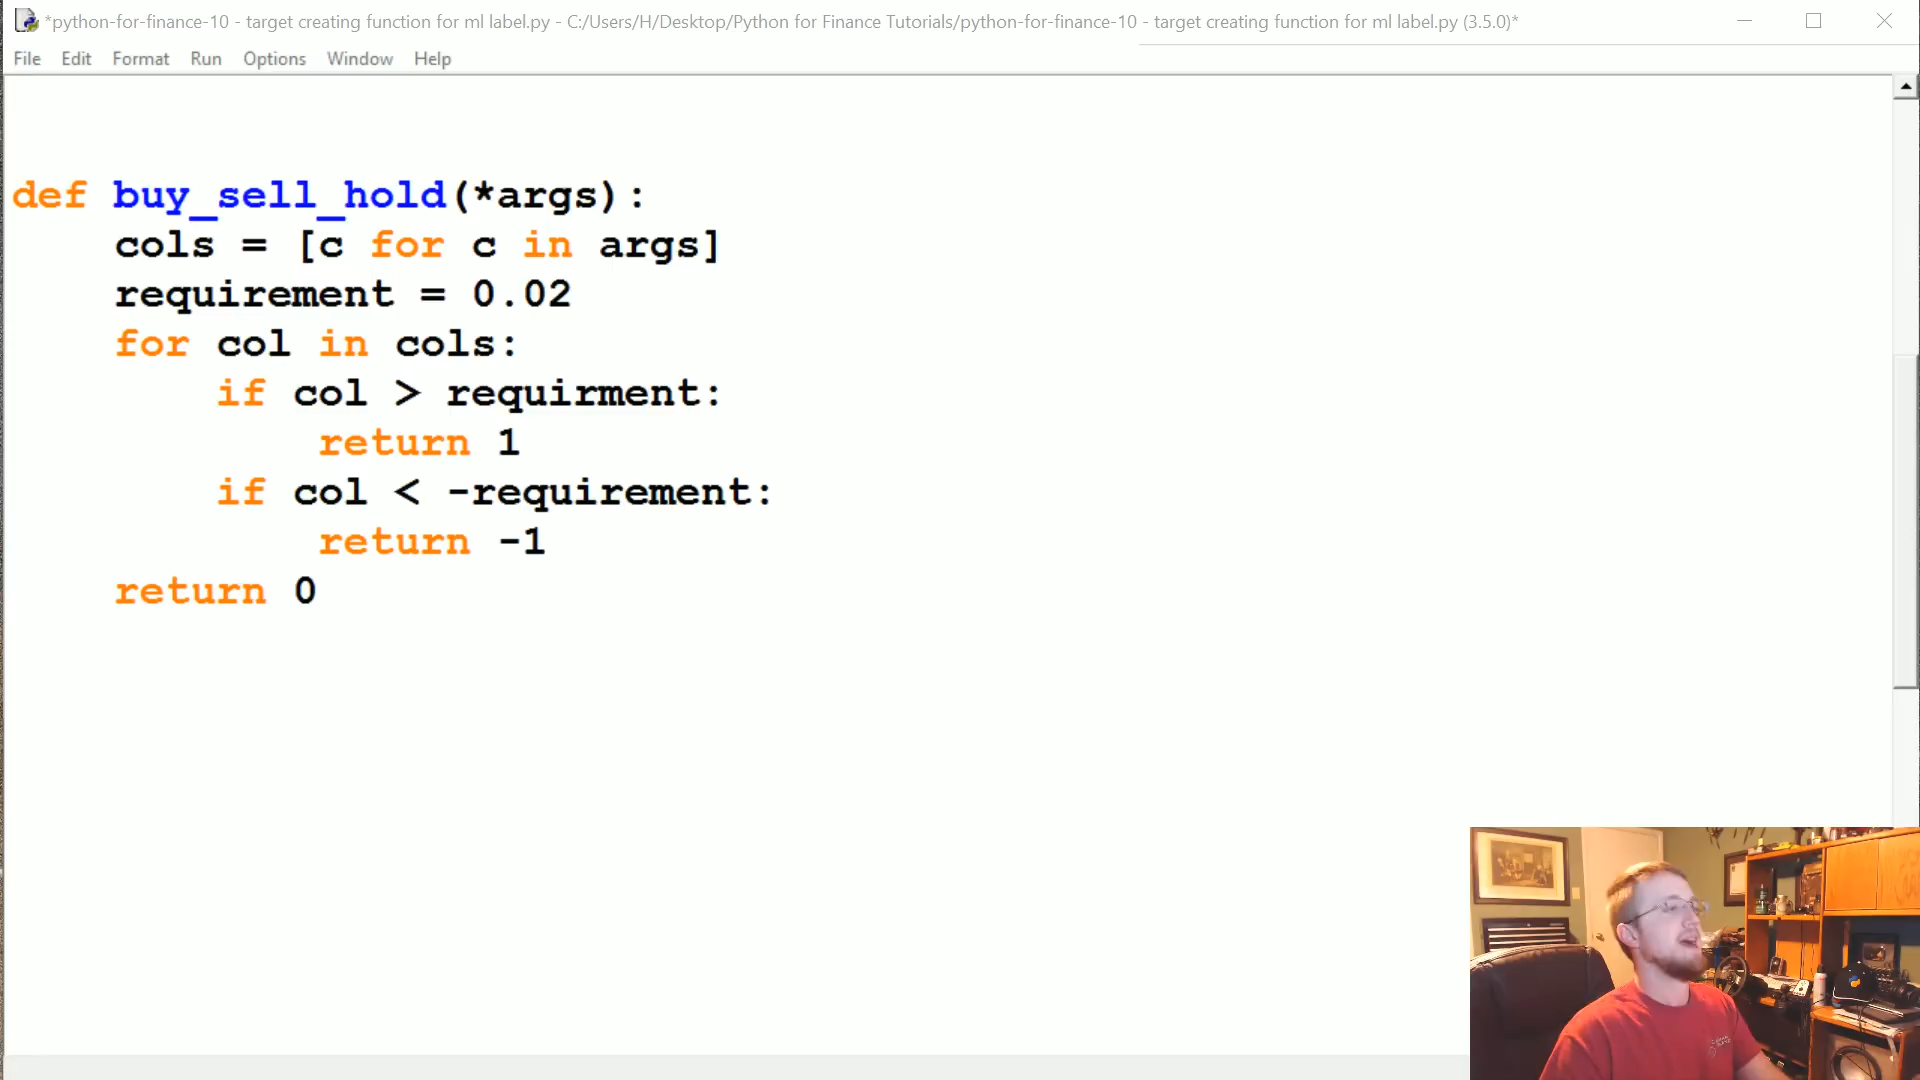 *python-for-finance-10 - target creating function for ml label.py - C:/Users/H/Desktop/Python for Finance Tutorials/python-for-finance-10 - target creating function for ml label.py (3.5.0)*
File Edit Format Run Options Window Help
def buy_sell_hold(*args):
    cols = [c for c in args]
    requirement = 0.02
    for col in cols:
        if col > requirment:
            return 1
        if col < -requirement:
            return -1
    return 0